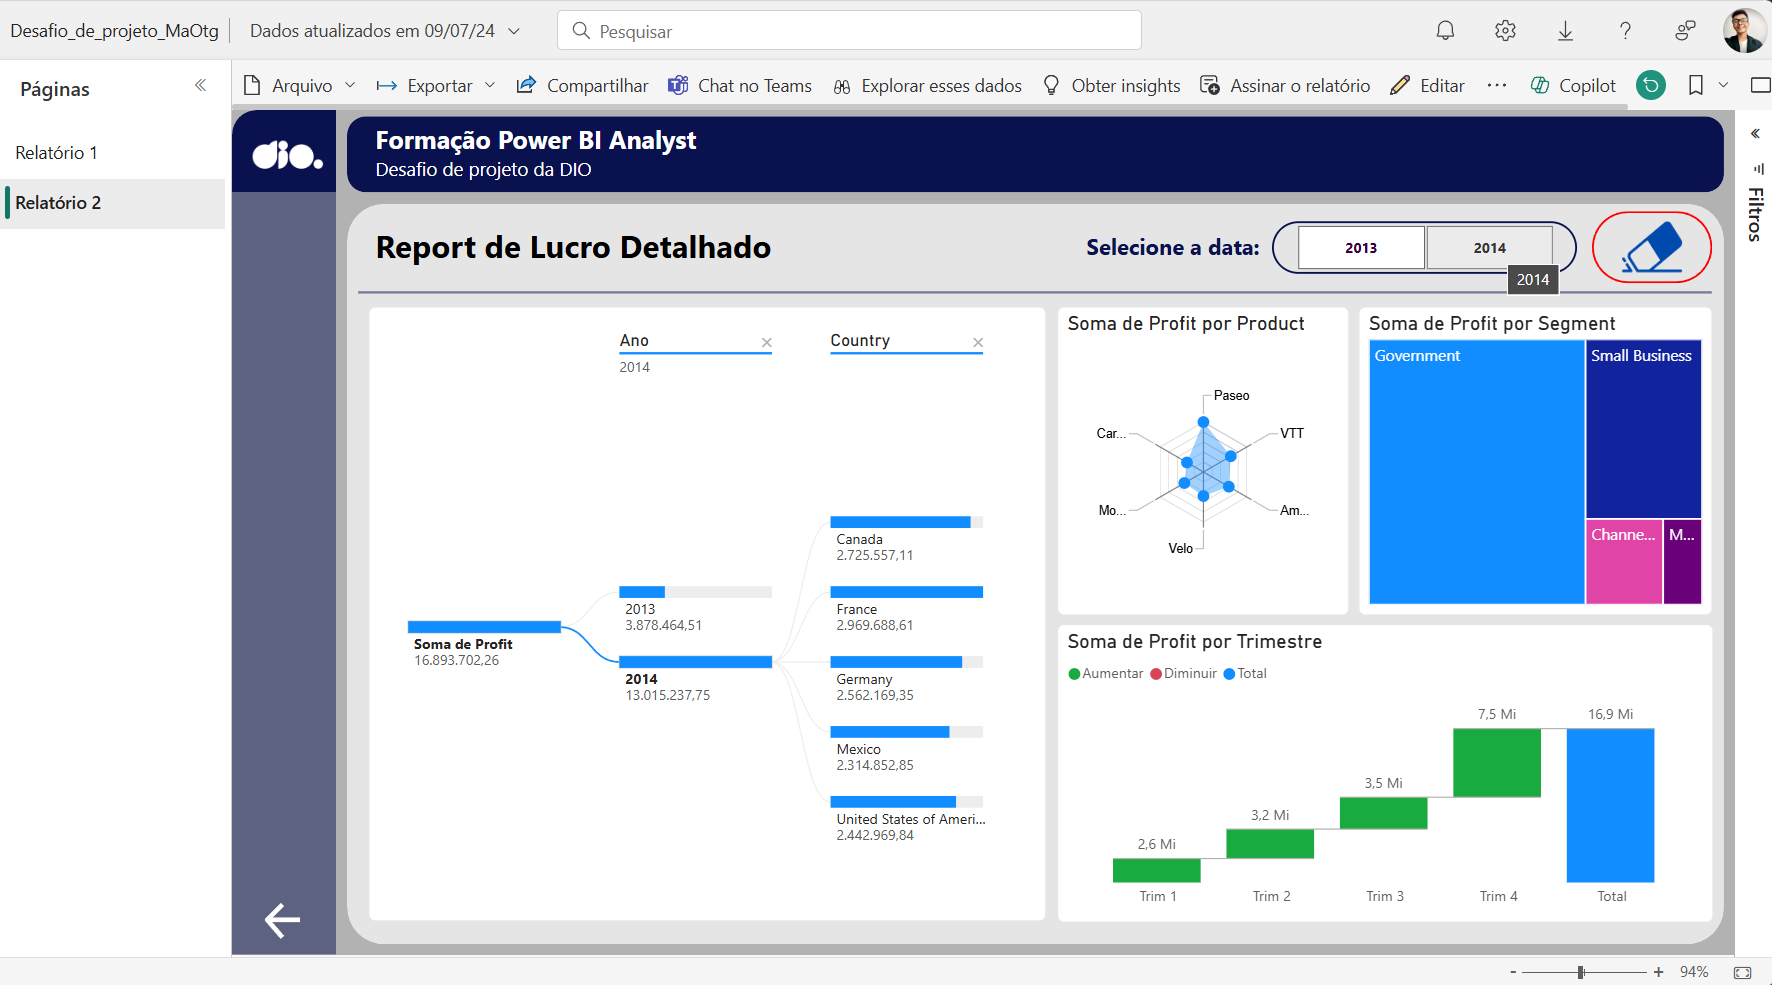 Desafio_de_projeto_MaOtg
Dados atualizados em 09/07/24
Pesquisar
Páginas
Relatório 1
Relatório 2
Arquivo
Exportar
Compartilhar
Chat no Teams
Explorar esses dados
Obter insights
Assinar o relatório
Editar
Copilot
dio.
Formação Power BI Analyst
Desafio de projeto da DIO
Report de Lucro Detalhado
Selecione a data:
2013
2014
2014
Filtros
Ano
2014
Country
Soma de Profit
16.893.702,26
2013
3.878.464,51
2014
13.015.237,75
Canada
2.725.557,11
France
2.969.688,61
Germany
2.562.169,35
Mexico
2.314.852,85
United States of Ameri...
2.442.969,84
Soma de Profit por Product
Paseo
VTT
Am...
Velo
Mo...
Car...
Soma de Profit por Segment
Government
Small Business
Channe...
M...
Soma de Profit por Trimestre
Aumentar
Diminuir
Total
2,6 Mi
3,2 Mi
3,5 Mi
7,5 Mi
16,9 Mi
Trim 1
Trim 2
Trim 3
Trim 4
Total
- + 94%